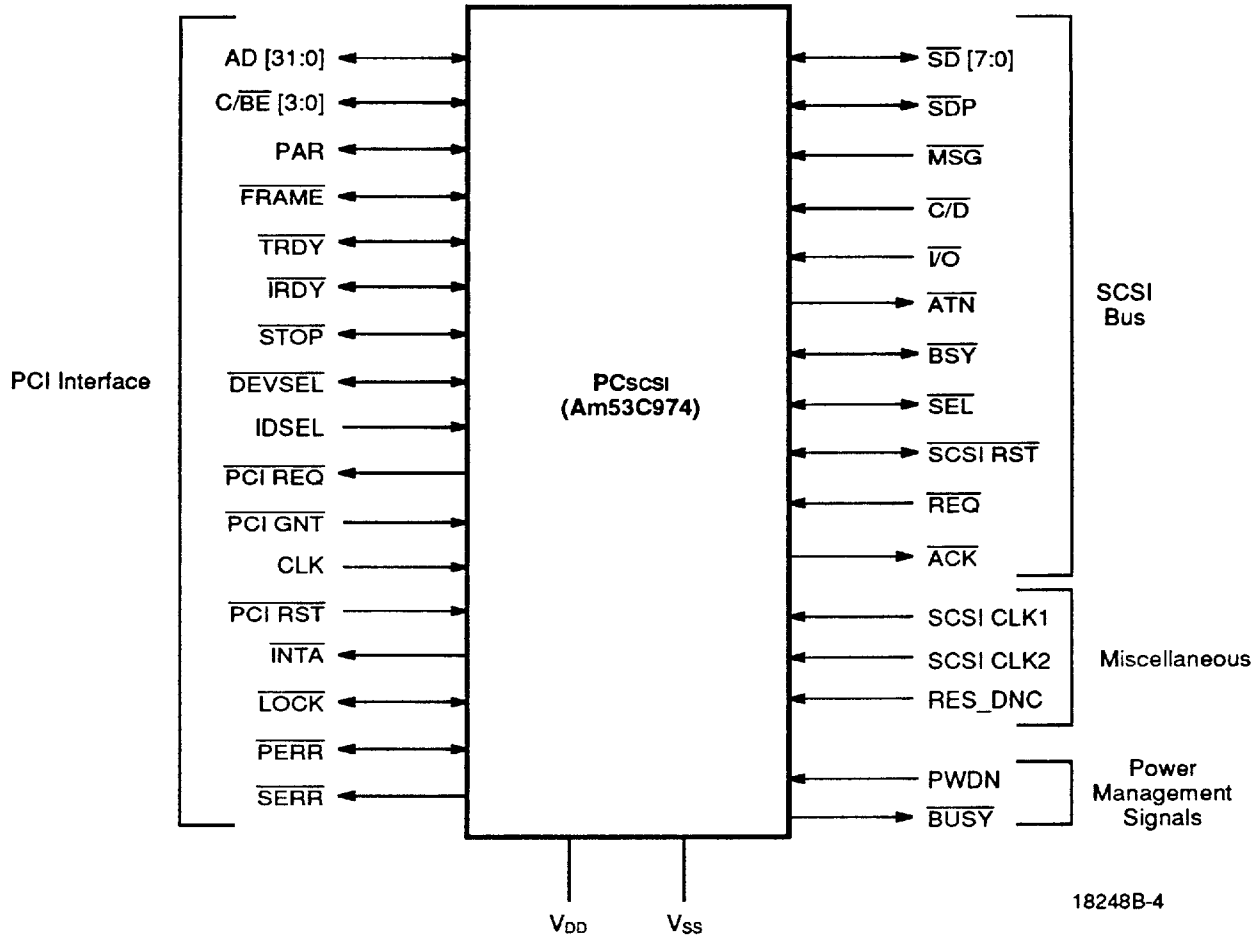 AD [31:0]
C/BE [3:0]
PAR
FRAME
TRDY
IRDY
STOP
DEVSEL
IDSEL
PCI REQ
PCI GNT
CLK
PCI RST
INTA
LOCK
PERR
SERR
PCI Interface
PCSCSI
(Am53C974)
SD [7:0]
SDP
MSG
C/D
I/O
ATN
BSY
SEL
SCSI RST
REQ
ACK
SCSI
Bus
SCSI CLK1
SCSI CLK2
RES_DNC
Miscellaneous
PWDN
BUSY
Power
Management
Signals
VDD
VSS
18248B-4